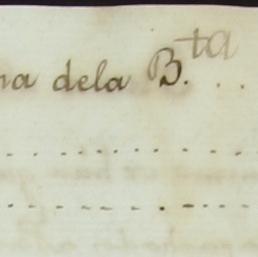 na dela B.ta . .